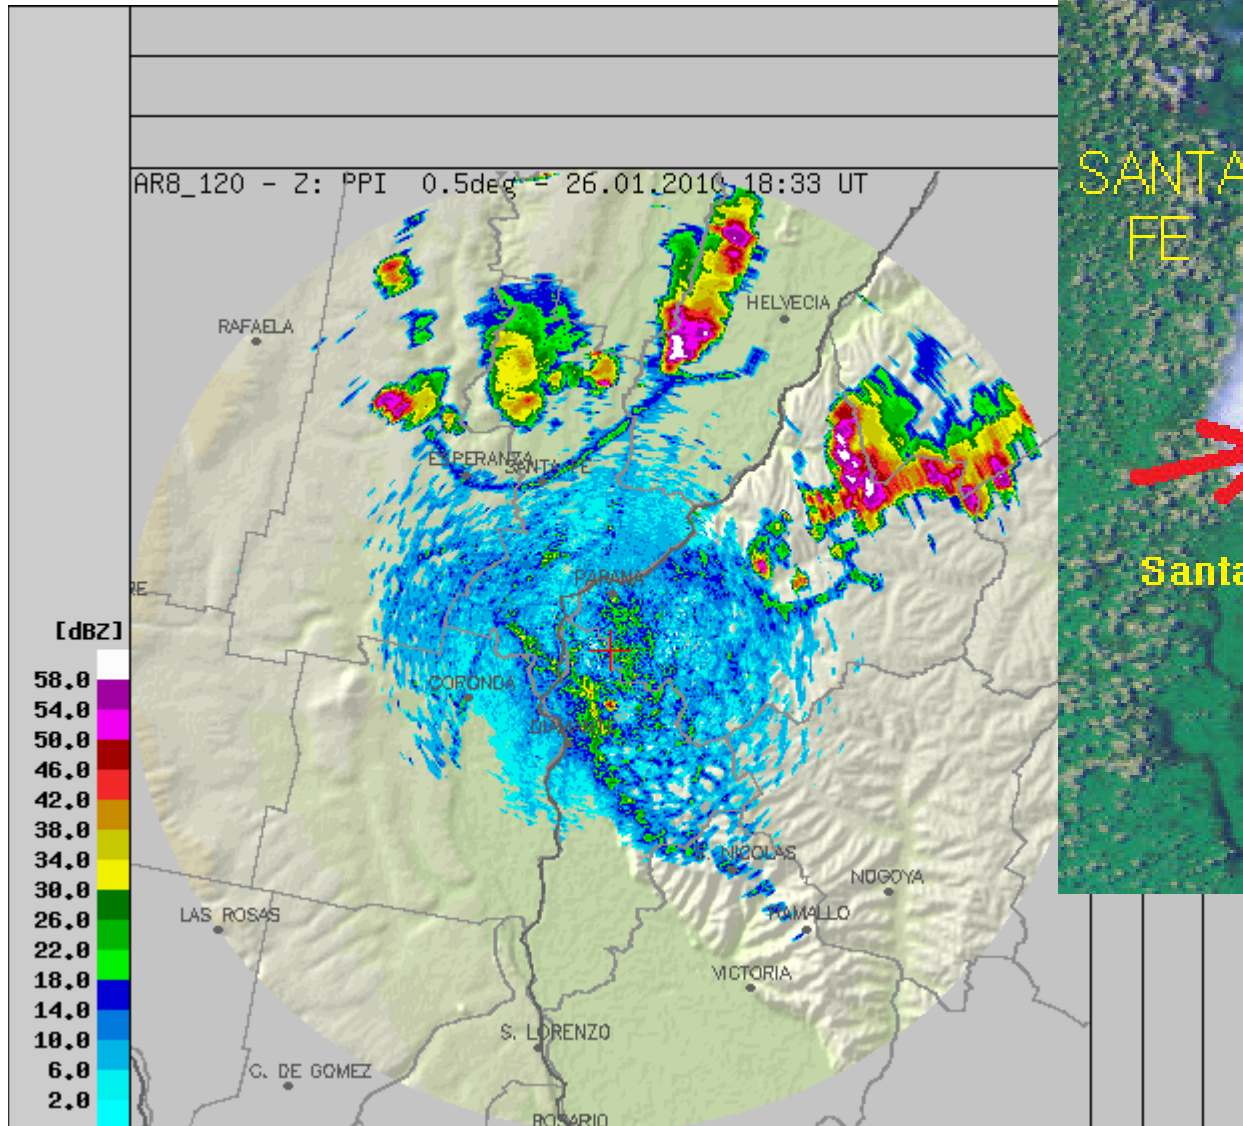 AR8_120 - Z: PPI 0.5deg - 26.01.2010 18:33 UT
SANTA
FE
HELVECIA
RAFAELA
ESPERANZA
SANTA FE
PARANA
Santa
RE
[dBZ]
58.0
54.0
50.0
46.0
42.0
38.0
34.0
30.0
26.0
22.0
18.0
14.0
10.0
6.0
2.0
CORONDA
NICOLAS
NOGOYA
LAS ROSAS
RAMALLO
VICTORIA
S. LORENZO
C. DE GOMEZ
ROSARIO